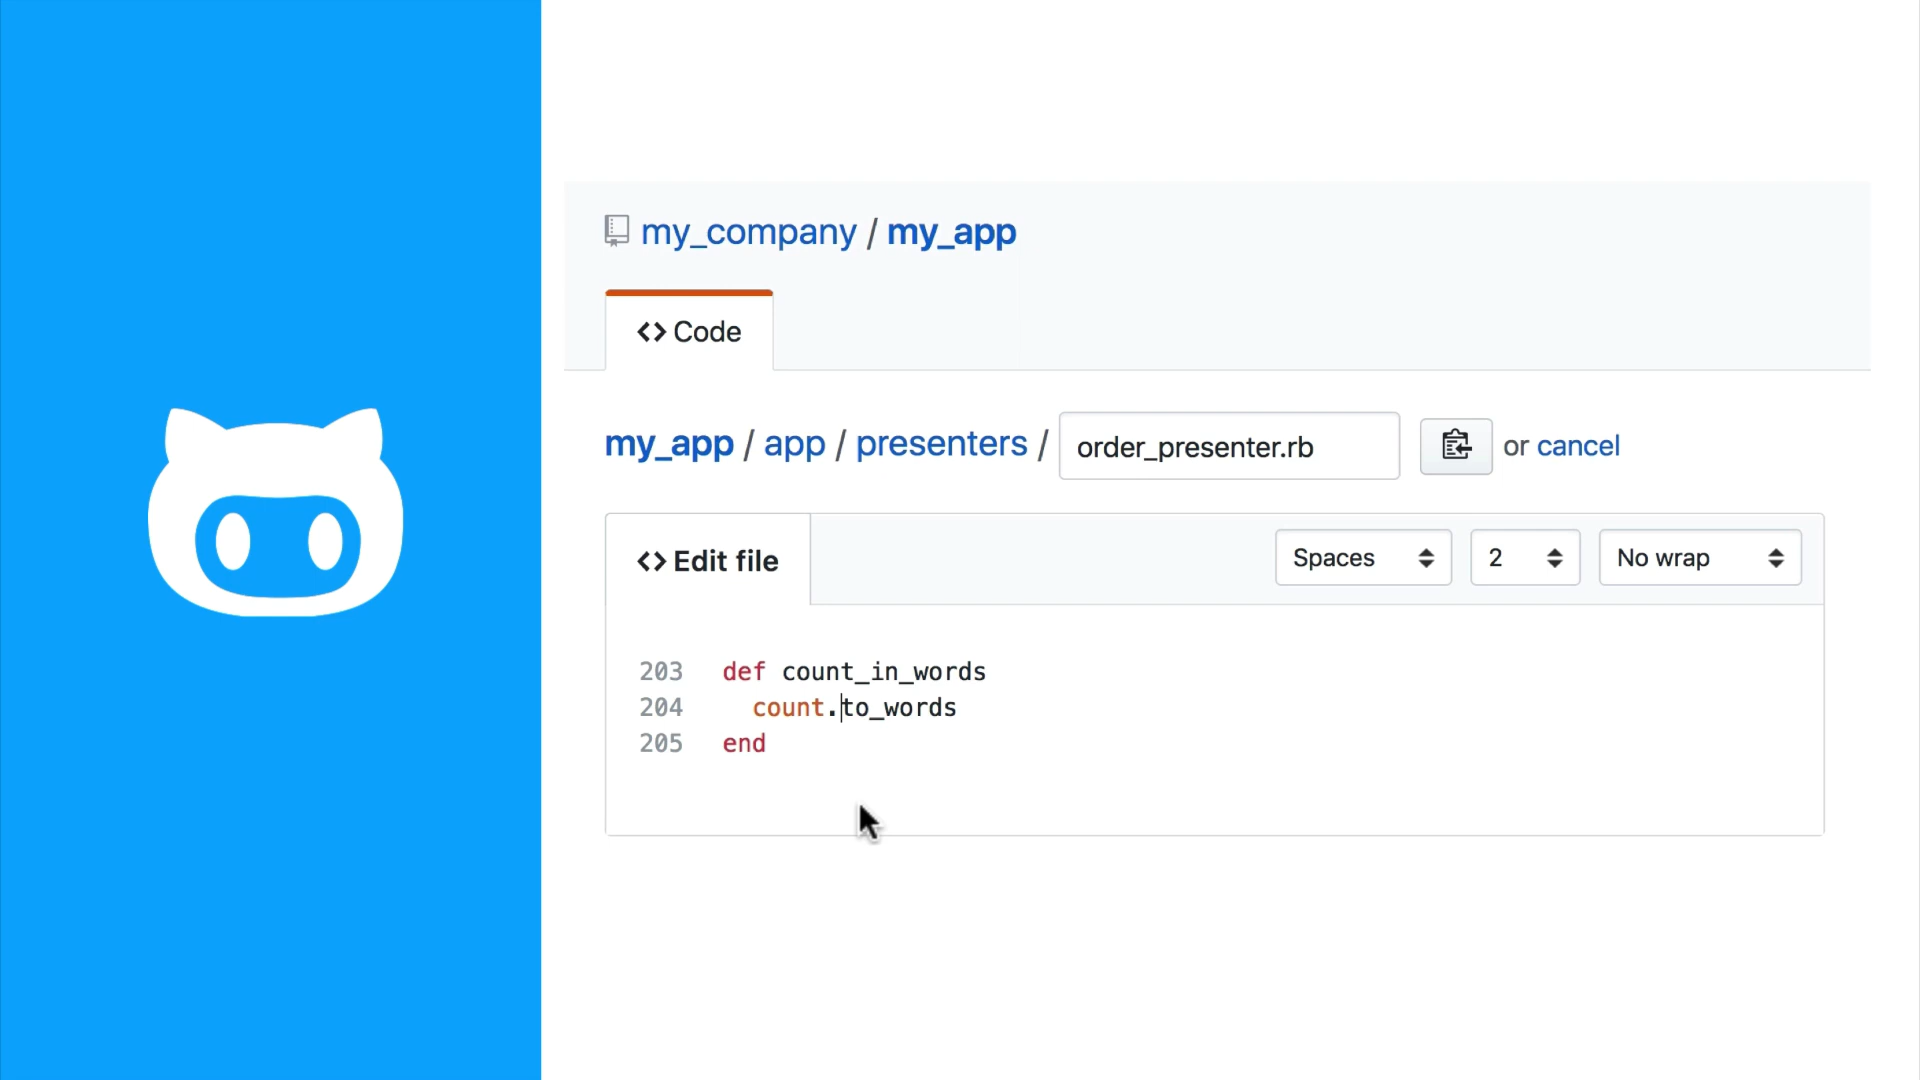 my_company / my_app
<> Code
my_app / app / presenters / order_presenter.rb or cancel
<> Edit file Spaces 2 No wrap
203 def count_in_words
204 count.to_words
205 end